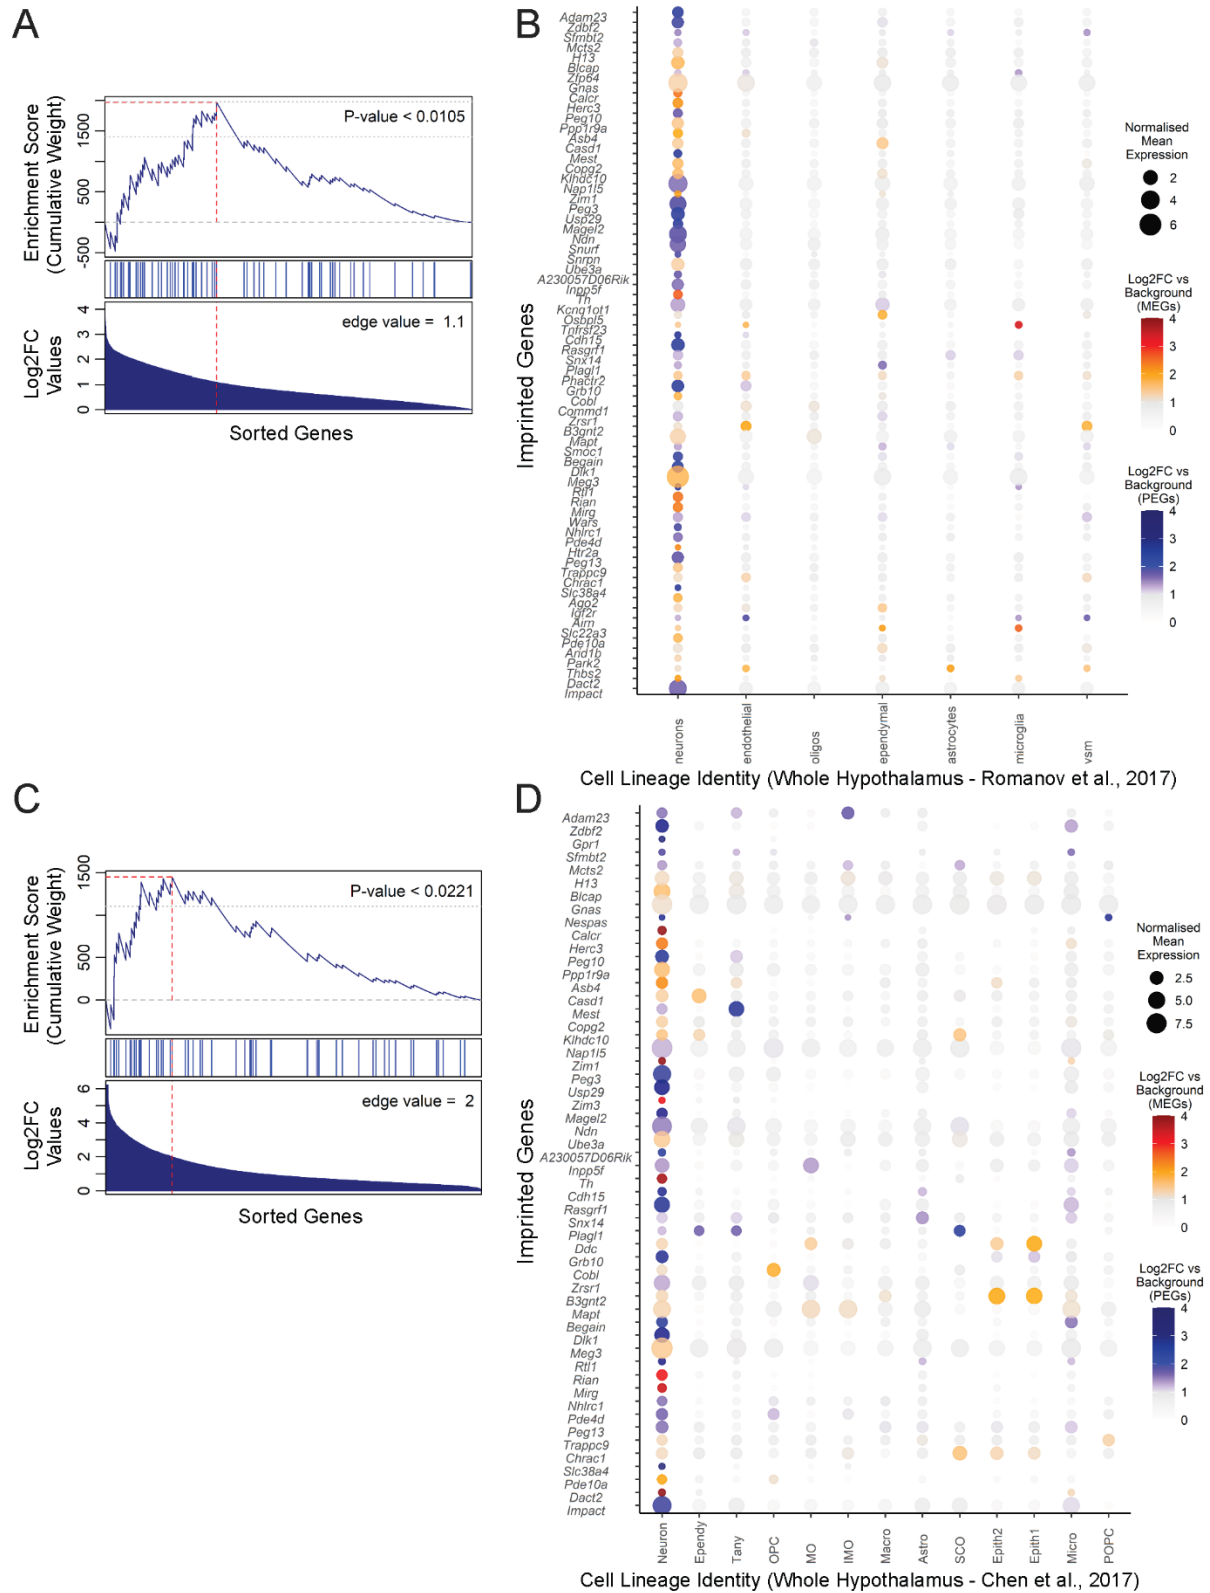 A
P-value < 0.0105
Enrichment Score
(Cumulative Weight)
1500
500
-500
edge value = 1.1
Log2FC
Values
4
3
2
1
0
Sorted Genes
B
Imprinted Genes
Adam23
Zdbf2
Sfmbt2
Mcts2
H13
Blcap
Zfp64
Gnas
Calcr
Herc3
Peg10
Ppp1r9a
Asb4
Casd1
Mest
Copg2
Klhdc10
Nap1l5
Zim1
Peg3
Usp29
Magel2
Ndn
Snurf
Snrpn
Ube3a
A230057D06Rik
Inpp5f
Th
Kcnq1ot1
Osbpl5
Tnfrsf23
Cdh15
Rasgrf1
Snx14
Plagl1
Phactr2
Grb10
Cobl
Commd1
Zrsr1
B3gnt2
Mapt
Smoc1
Begain
Dlk1
Meg3
Rtl1
Rian
Mirg
Wars
Nhlrc1
Pde4d
Htr2a
Peg13
Trappc9
Chrac1
Slc38a4
Ago2
Igf2r
Airn
Slc22a3
Pde10a
Arid1b
Park2
Thbs2
Dact2
Impact
neurons
endothelial
oligos
ependymal
astrocytes
microglia
vsm
Cell Lineage Identity (Whole Hypothalamus - Romanov et al., 2017)
Normalised
Mean
Expression
2
4
6
Log2FC vs
Background
(MEGs)
4
3
2
1
0
Log2FC vs
Background
(PEGs)
4
3
2
1
0
C
P-value < 0.0221
Enrichment Score
(Cumulative Weight)
1500
500
0
edge value = 2
Log2FC
Values
6
4
2
0
Sorted Genes
D
Imprinted Genes
Adam23
Zdbf2
Gpr1
Sfmbt2
Mcts2
H13
Blcap
Gnas
Nespas
Calcr
Herc3
Peg10
Ppp1r9a
Asb4
Casd1
Mest
Copg2
Klhdc10
Nap1l5
Zim1
Peg3
Usp29
Zim3
Magel2
Ndn
Ube3a
A230057D06Rik
Inpp5f
Th
Cdh15
Rasgrf1
Snx14
Plagl1
Ddc
Grb10
Cobl
Zrsr1
B3gnt2
Mapt
Begain
Dlk1
Meg3
Rtl1
Rian
Mirg
Nhlrc1
Pde4d
Peg13
Trappc9
Chrac1
Slc38a4
Pde10a
Dact2
Impact
Neuron
Ependy
Tany
OPC
MO
IMO
Macro
Astro
SCO
Epith2
Epith1
Micro
POPC
Cell Lineage Identity (Whole Hypothalamus - Chen et al., 2017)
Normalised
Mean
Expression
2.5
5.0
7.5
Log2FC vs
Background
(MEGs)
4
3
2
1
0
Log2FC vs
Background
(PEGs)
4
3
2
1
0